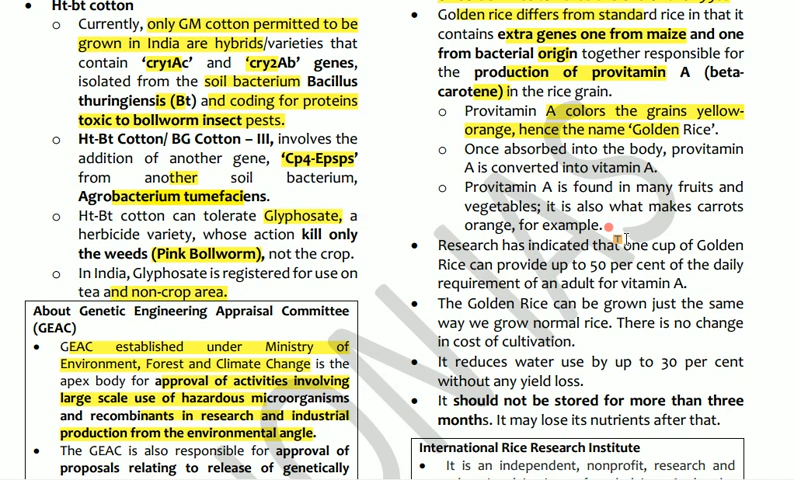 Ht-bt cotton
Currently, only GM cotton permitted to be
grown in India are hybrids/varieties that
contain 'cry1Ac' and 'cry2Ab' genes,
isolated from the soil bacterium Bacillus
thuringiensis (Bt) and coding for proteins
toxic to bollworm insect pests.
Ht-Bt Cotton/ BG Cotton – III, involves the
addition of another gene, 'Cp4-Epsps'
from another soil bacterium,
Agrobacterium tumefaciens.
Ht-Bt cotton can tolerate Glyphosate, a
herbicide variety, whose action kill only
the weeds (Pink Bollworm), not the crop.
In India, Glyphosate is registered for use on
tea and non-crop area.
About Genetic Engineering Appraisal Committee
(GEAC)
GEAC established under Ministry of
Environment, Forest and Climate Change is the
apex body for approval of activities involving
large scale use of hazardous microorganisms
and recombinants in research and industrial
production from the environmental angle.
The GEAC is also responsible for approval of
proposals relating to release of genetically
Golden rice differs from standard rice in that it
contains extra genes one from maize and one
from bacterial origin together responsible for
the production of provitamin A (beta-
carotene) in the rice grain.
Provitamin A colors the grains yellow-
orange, hence the name 'Golden Rice'.
Once absorbed into the body, provitamin
A is converted into vitamin A.
Provitamin A is found in many fruits and
vegetables; it is also what makes carrots
orange, for example.
Research has indicated that one cup of Golden
Rice can provide up to 50 per cent of the daily
requirement of an adult for vitamin A.
The Golden Rice can be grown just the same
way we grow normal rice. There is no change
in cost of cultivation.
It reduces water use by up to 30 per cent
without any yield loss.
It should not be stored for more than three
months. It may lose its nutrients after that.
International Rice Research Institute
It is an independent, nonprofit, research and
ON IAS